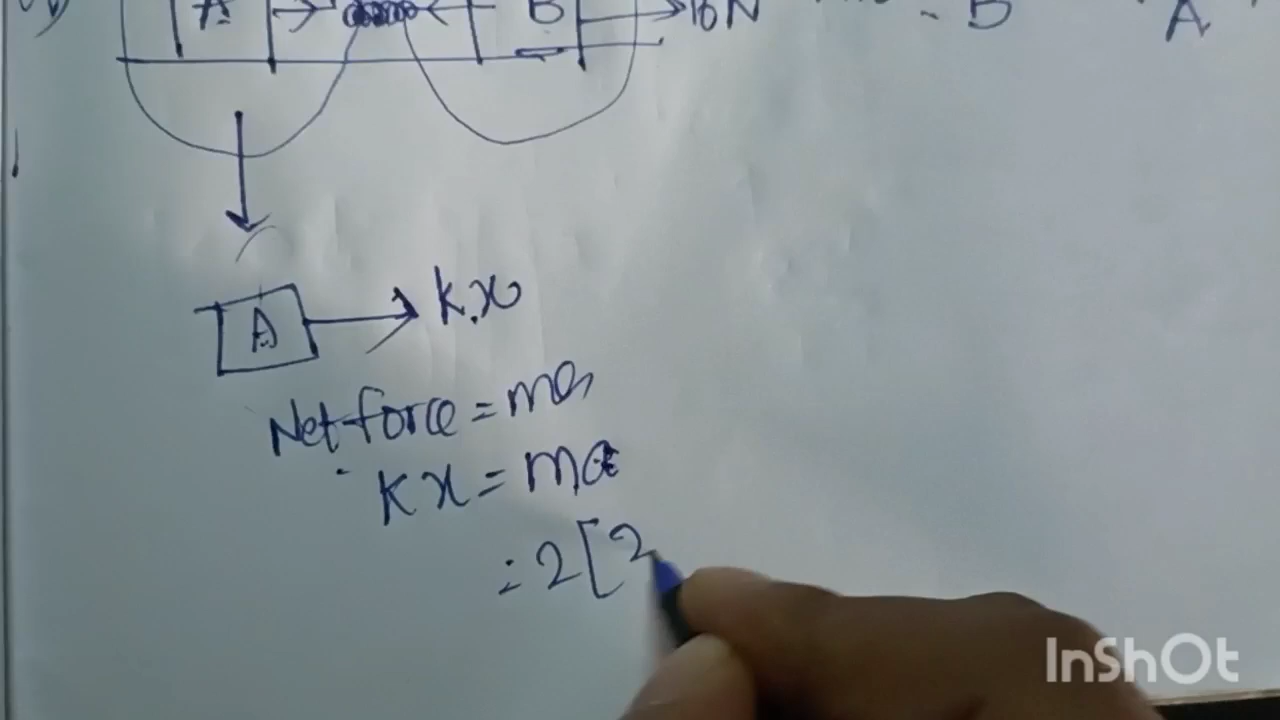 A B 10N B A
A k.x
Net force = ma
kx = ma
= 2[2
InShOt